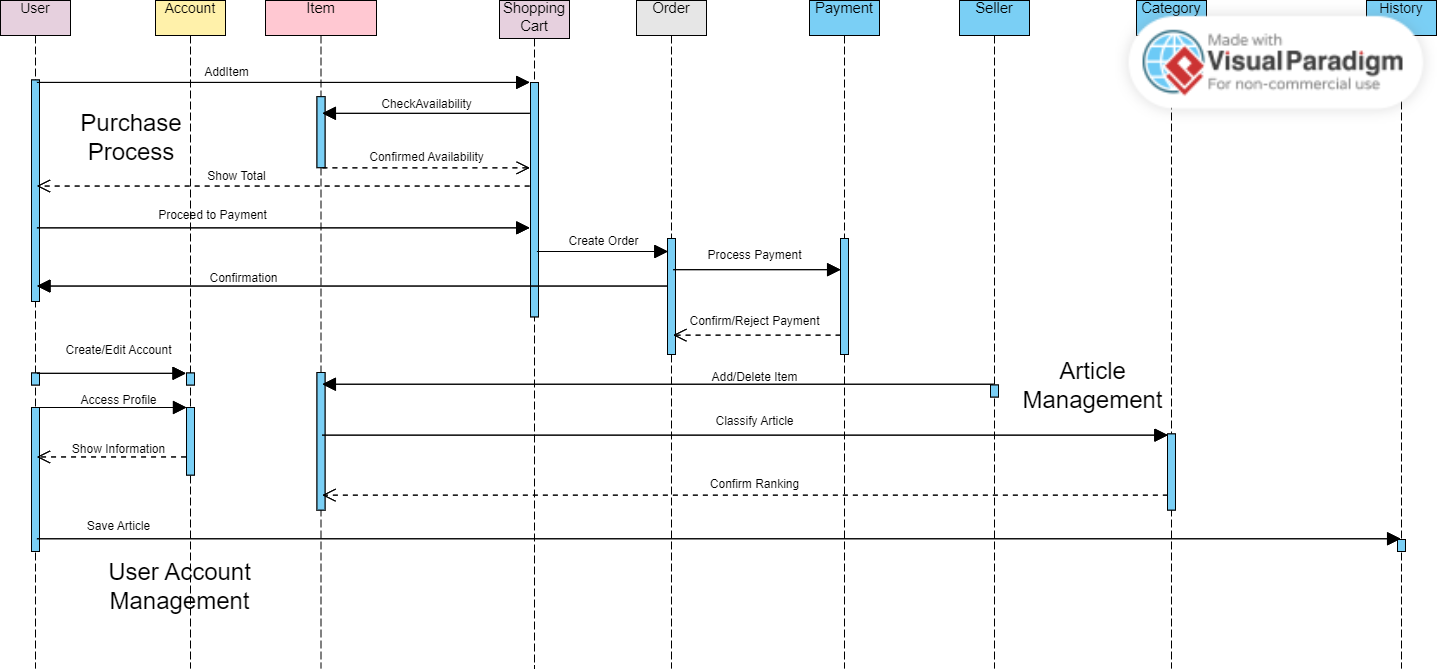 User
Account
Item
Shopping
Cart
Order
Payment
Seller
Category
History
Made with
VisualParadigm
For non-commercial use
AddItem
CheckAvailability
Purchase
Process
Confirmed Availability
Show Total
Proceed to Payment
Create Order
Process Payment
Confirmation
Confirm/Reject Payment
Create/Edit Account
Add/Delete Item
Article
Management
Access Profile
Classify Article
Show Information
Confirm Ranking
Save Article
User Account
Management